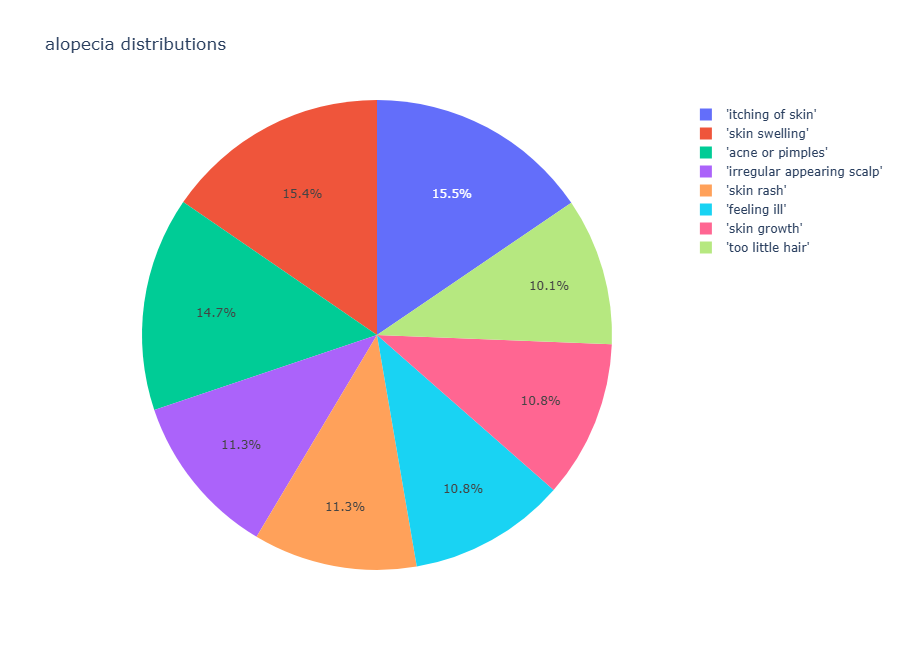 alopecia distributions
'itching of skin'
'skin swelling'
'acne or pimples'
'irregular appearing scalp'
'skin rash'
'feeling ill'
'skin growth'
'too little hair'
15.4%
15.5%
10.1%
14.7%
10.8%
11.3%
10.8%
11.3%